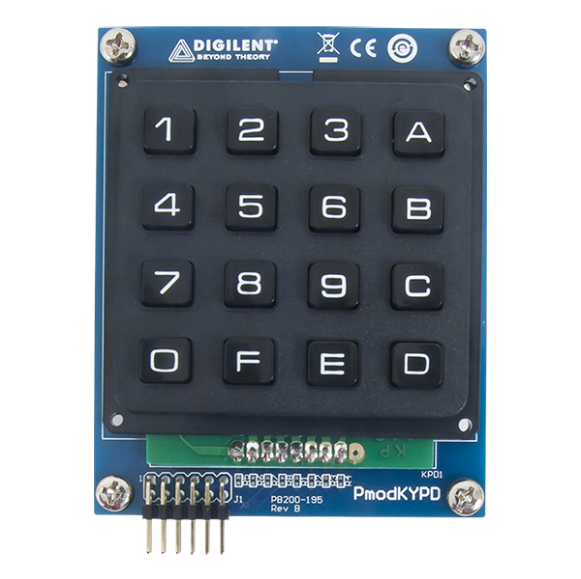 DIGILENT®
BEYOND THEORY
CE
1 2 3 A
4 5 6 B
7 8 9 C
0 F E D
KP
KPD1
J1
PB200-195
Rev B
PmodKYPD